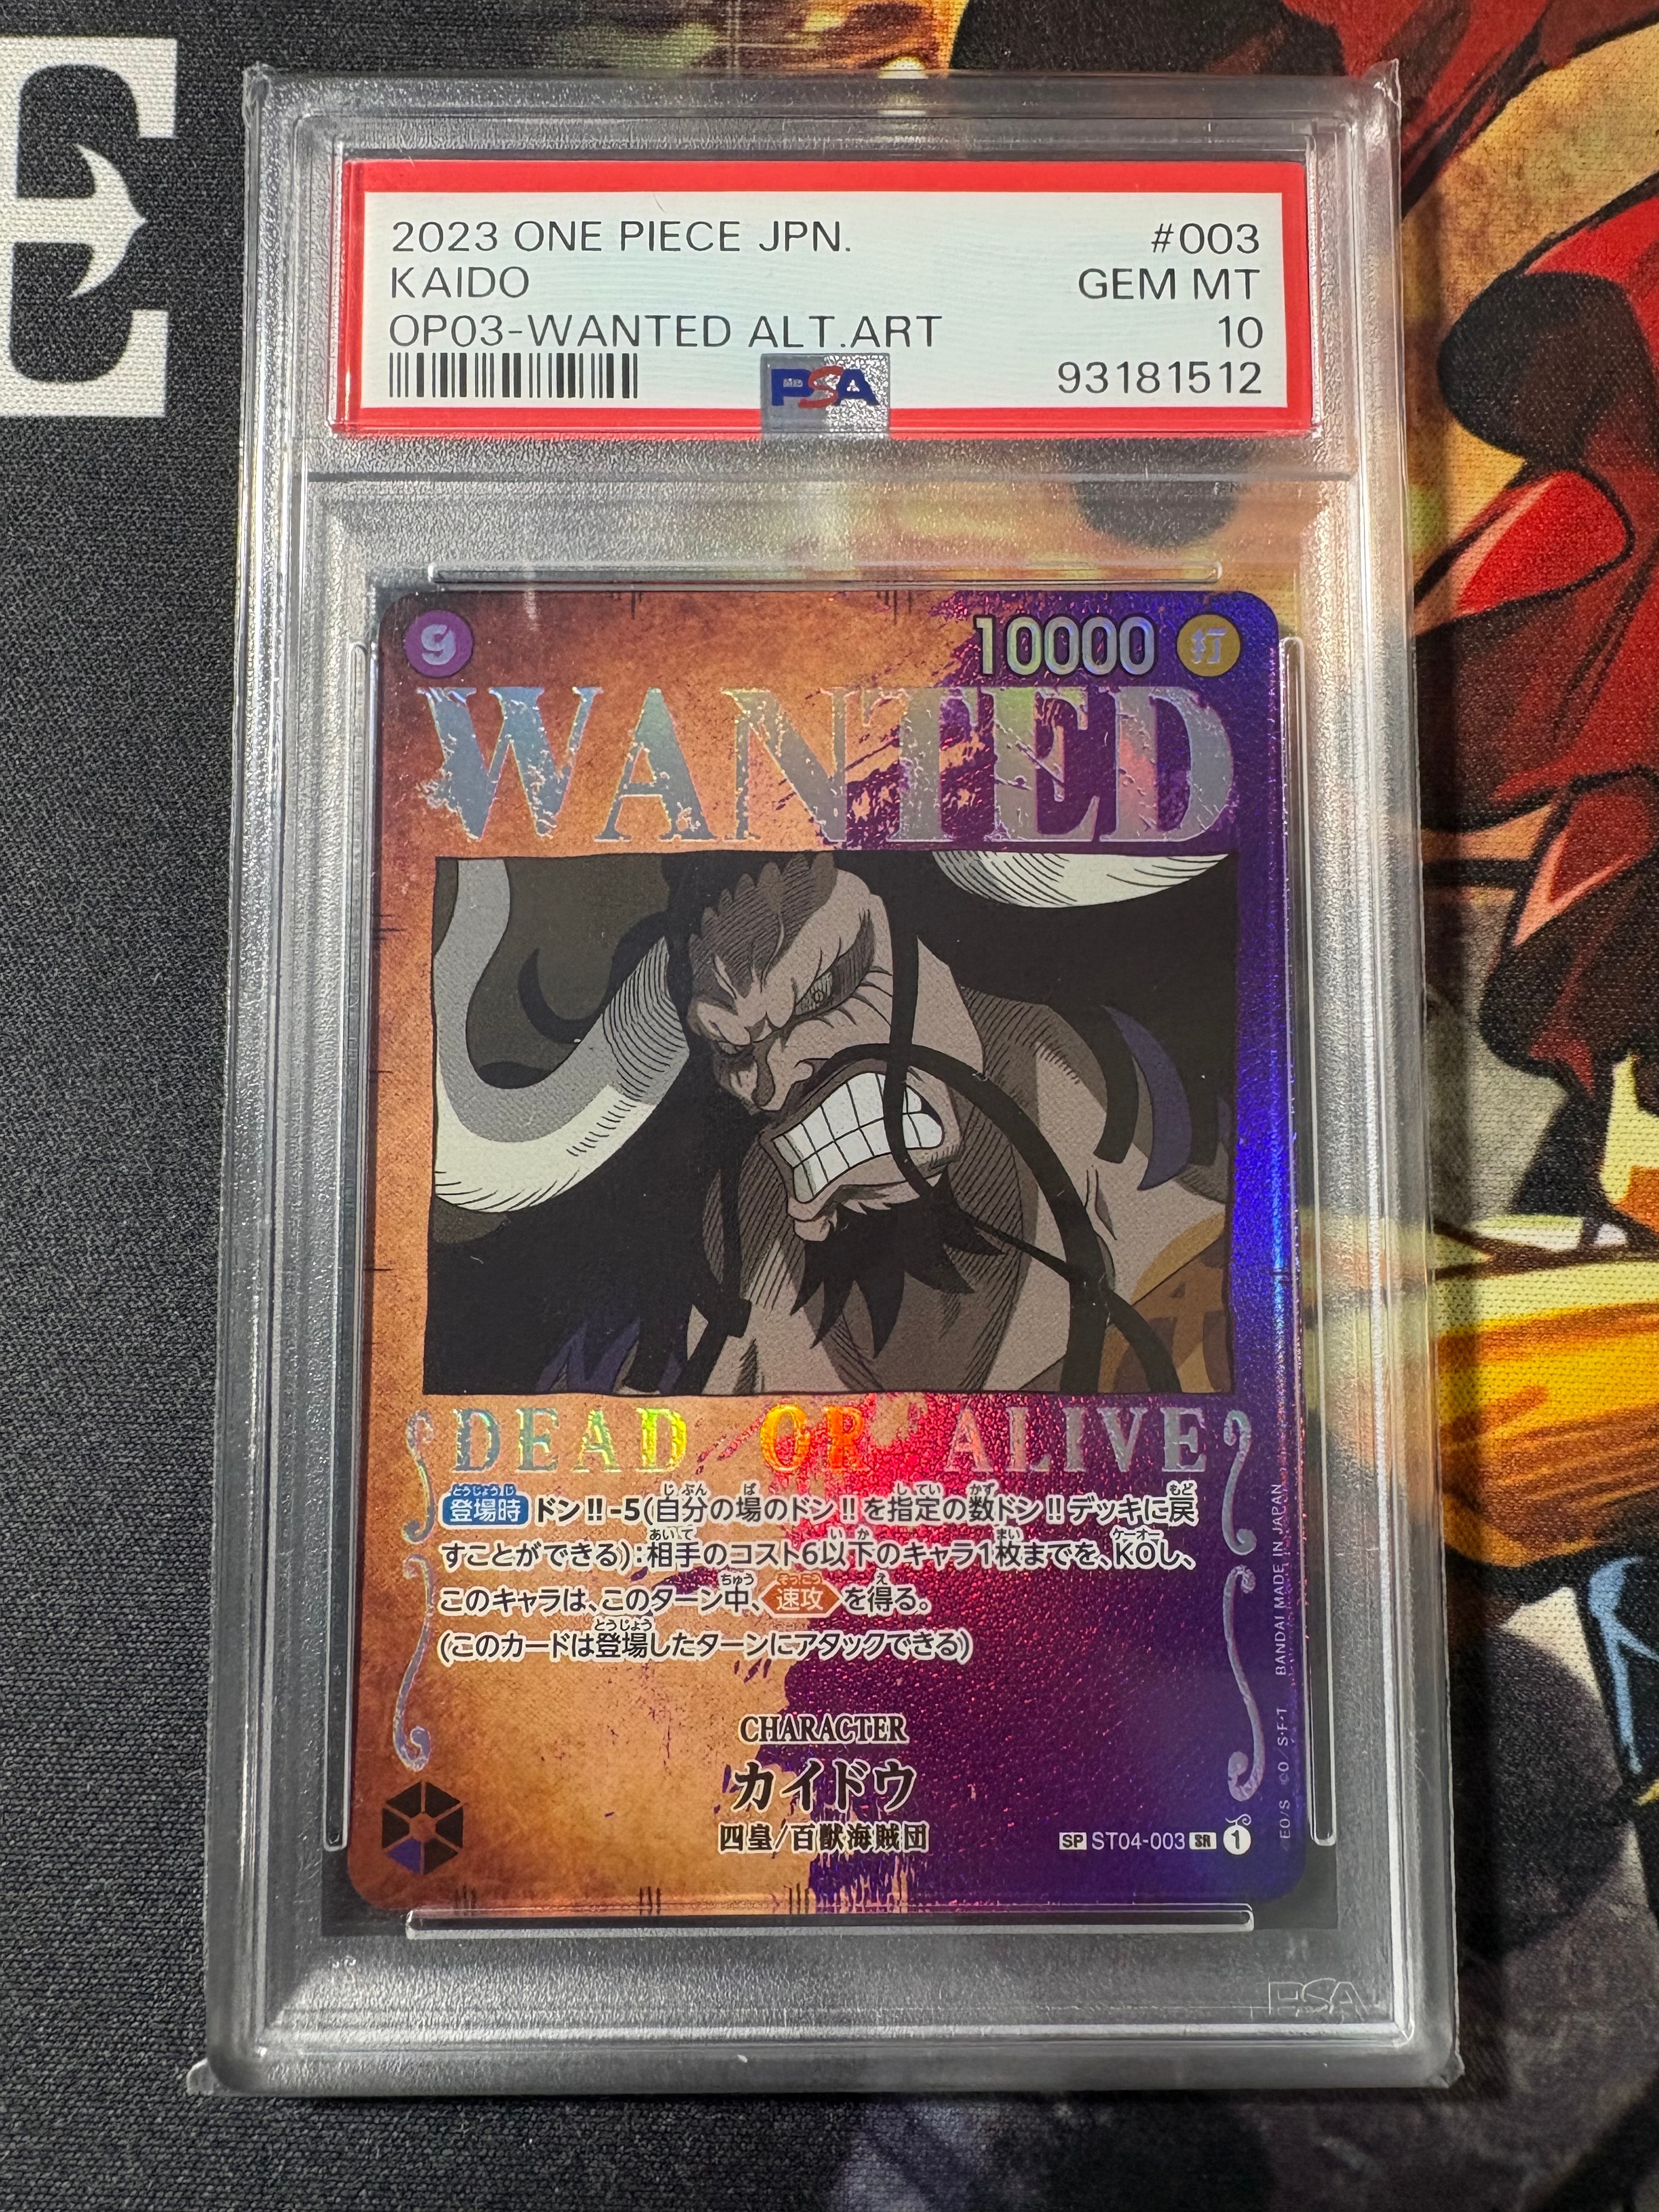 E
2023 ONE PIECE JPN. #003
KAIDO GEM MT
OP03-WANTED ALT.ART 10
PSA 93181512
9 10000 打
WANTED
DEAD OR ALIVE
登場時 ドン!!-5(自分の場のドン!!を指定の数ドン!!デッキに戻
すことができる):相手のコスト6以下のキャラ1枚までを、KOし、
このキャラは、このターン中、速攻を得る。
(このカードは登場したターンにアタックできる)
CHARACTER
カイドウ
四皇/百獣海賊団
SP ST04-003 SR 1
EO/S ©O S・F・T BANDAI MADE IN JAPAN
PSA